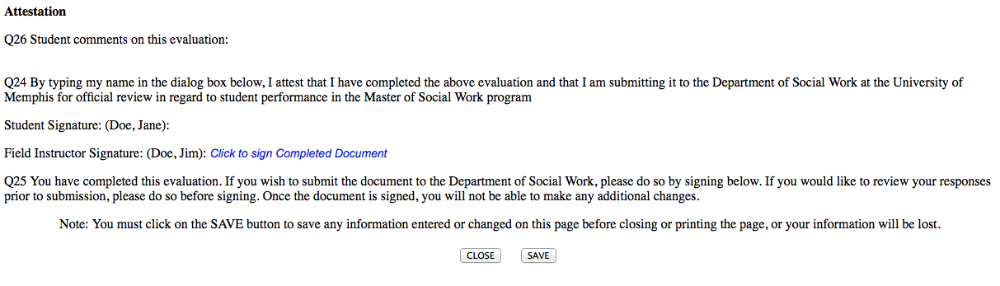 Attestation
Q26 Student comments on this evaluation:
Q24 By typing my name in the dialog box below, I attest that I have completed the above evaluation and that I am submitting it to the Department of Social Work at the University of
Memphis for official review in regard to student performance in the Master of Social Work program
Student Signature: (Doe, Jane):
Field Instructor Signature: (Doe, Jim): Click to sign Completed Document
Q25 You have completed this evaluation. If you wish to submit the document to the Department of Social Work, please do so by signing below. If you would like to review your responses
prior to submission, please do so before signing. Once the document is signed, you will not be able to make any additional changes.
Note: You must click on the SAVE button to save any information entered or changed on this page before closing or printing the page, or your information will be lost.
CLOSE SAVE